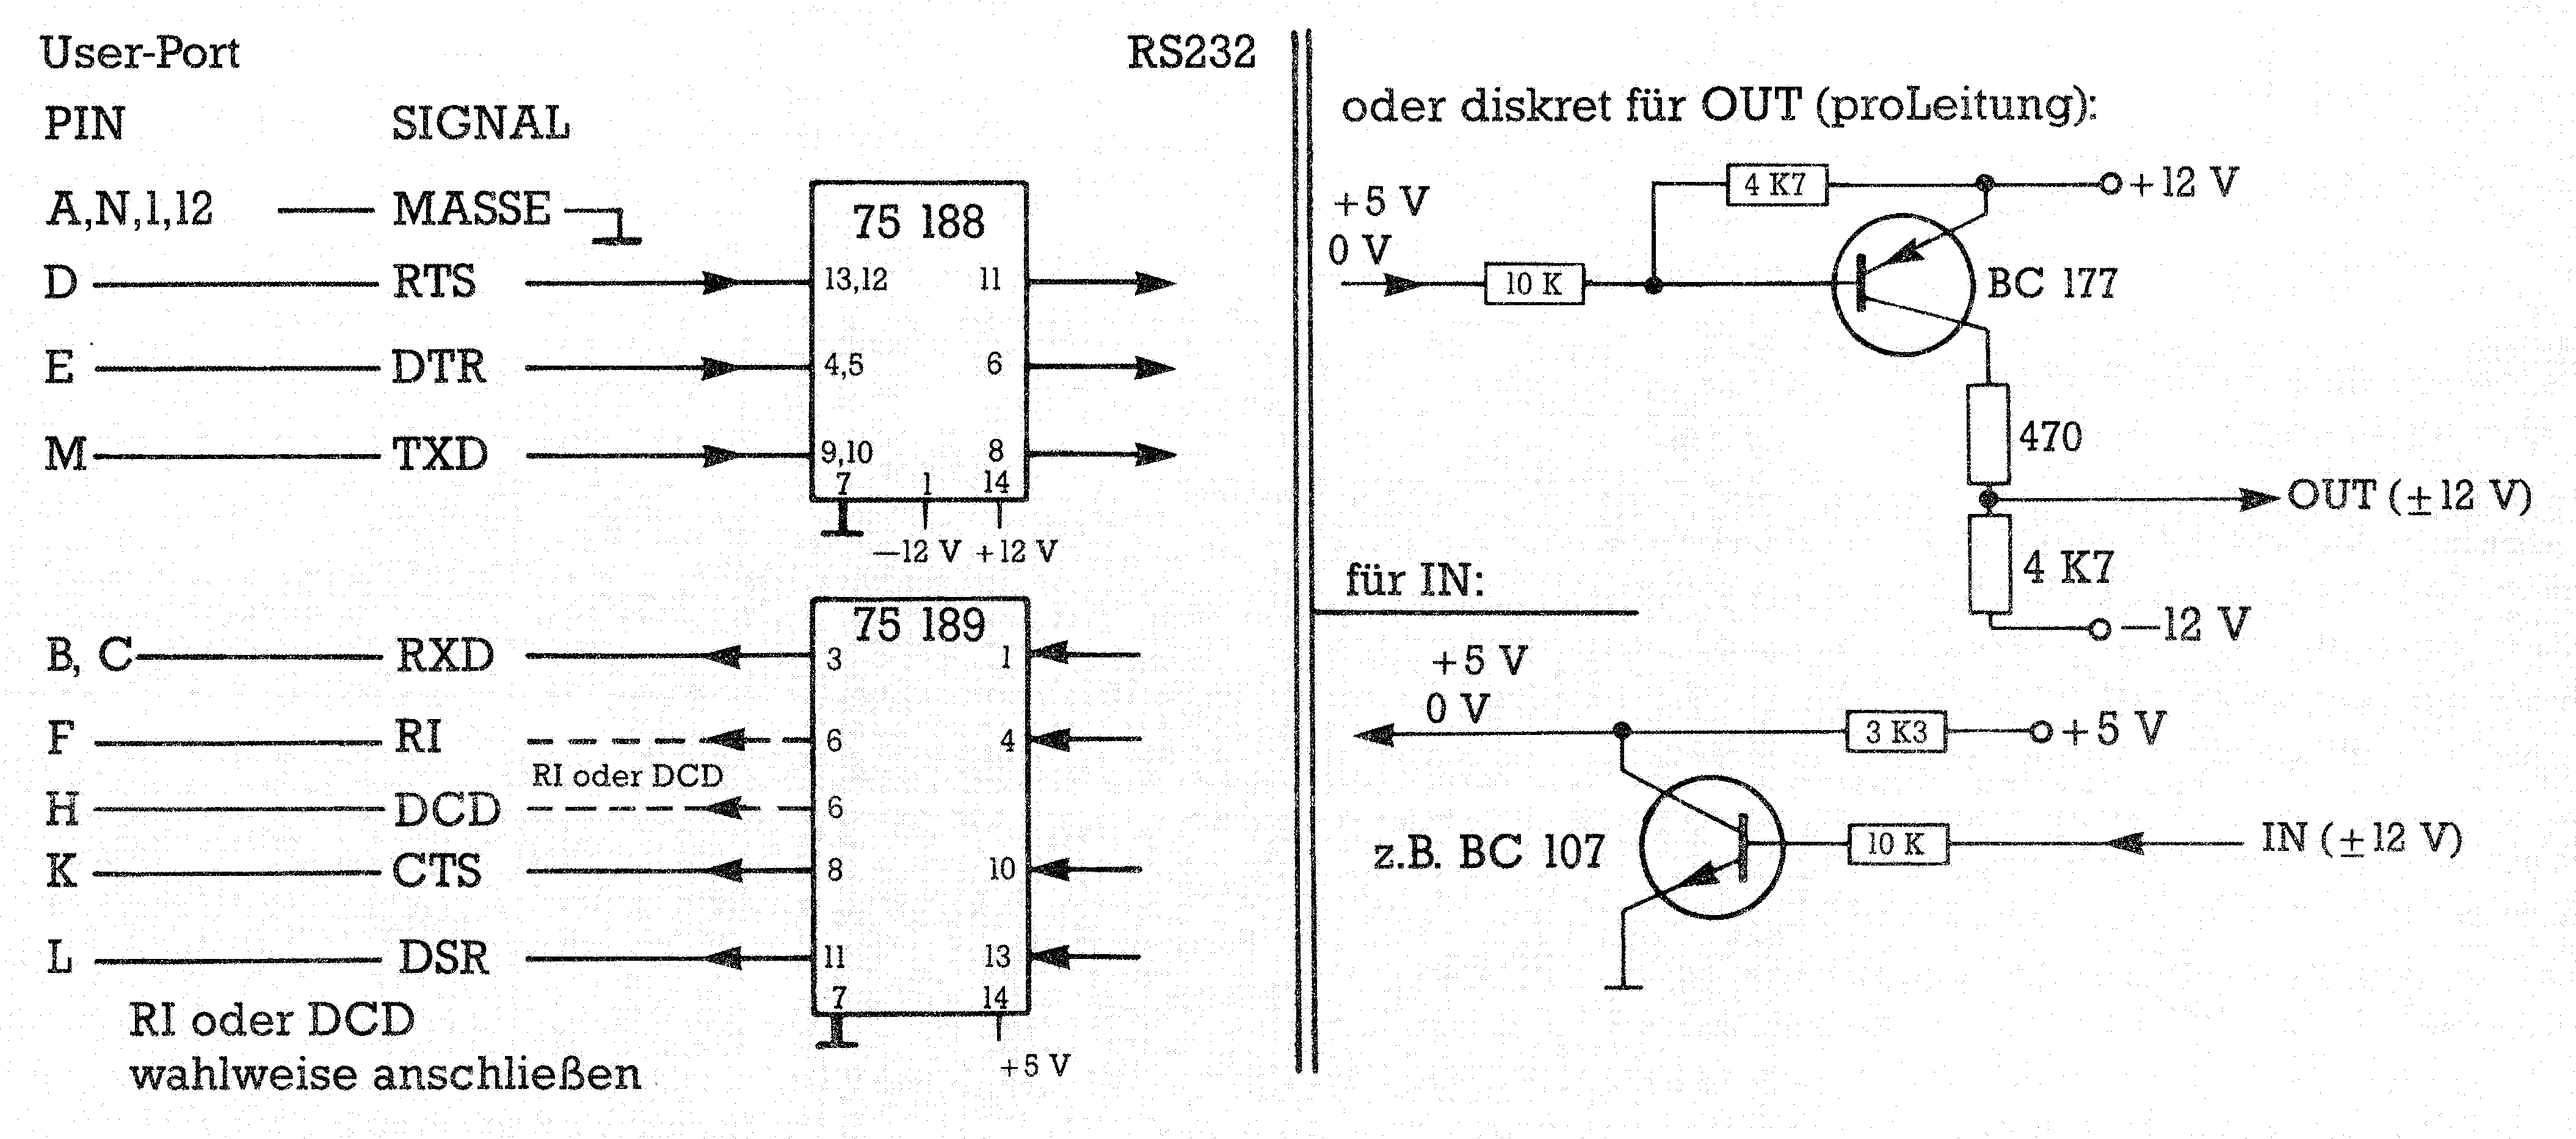 User-Port RS232
PIN SIGNAL
A,N,1,12 MASSE
75 188
D RTS 13,12 11
E DTR 4,5 6
M TXD 9,10 8
7 1 14
—12 V +12 V
75 189
B, C RXD 3 1
F RI 6 4
RI oder DCD
H DCD 6
K CTS 8 10
L DSR 11 13
7 14
+5 V
RI oder DCD
wahlweise anschließen
oder diskret für OUT (proLeitung):
4 K7 +12 V
+5 V
0 V
10 K BC 177
470
OUT (±12 V)
4 K7
—12 V
für IN:
+5 V
0 V
3 K3 +5 V
z.B. BC 107 10 K IN (±12 V)